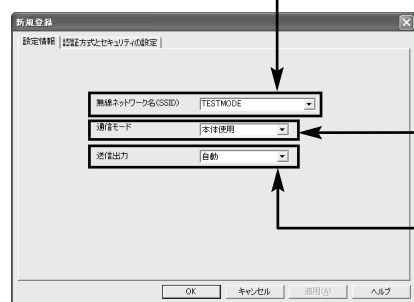 新規登録
設定情報 認証方式とセキュリティの設定
無線ネットワーク名(SSID) TESTMODE
通信モード 本体使用
送信出力 自動
OK キャンセル 適用(A) ヘルプ